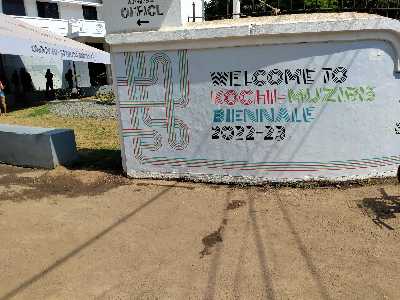 WELCOME TO
KOCHI-MUZIRIS
BIENNALE
2022-23